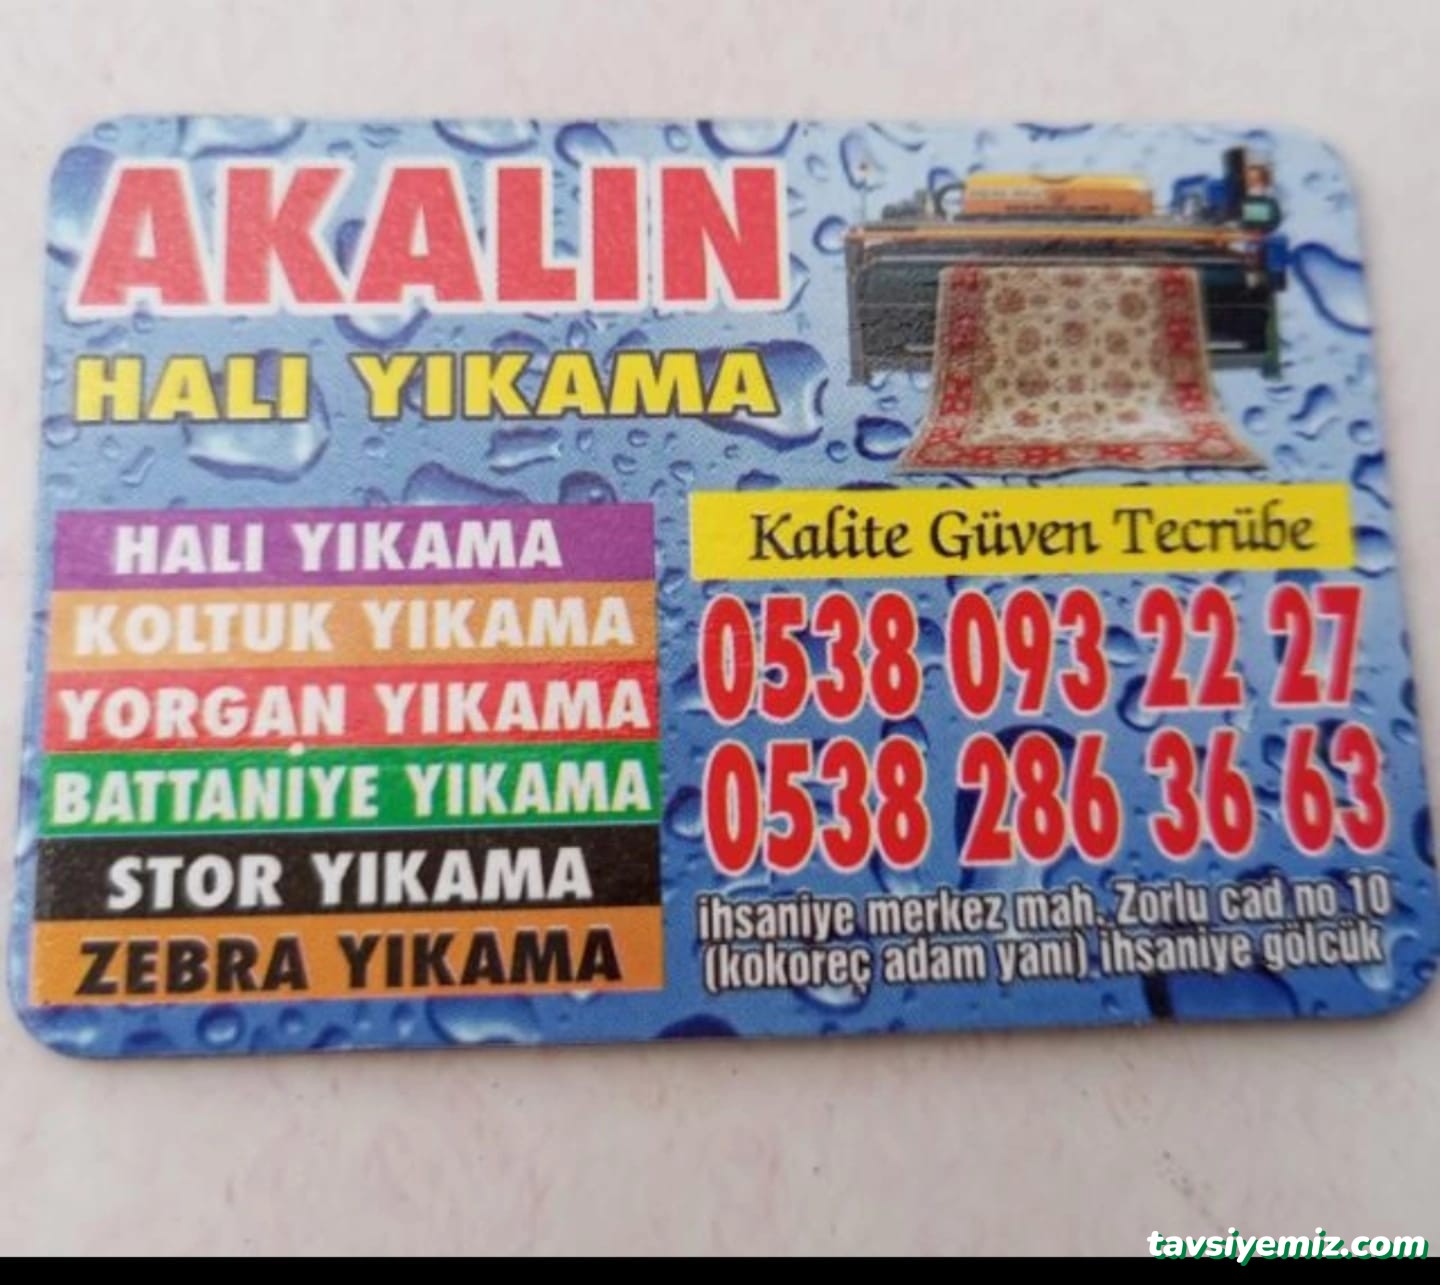 AKALIN
HALI YIKAMA
HALI YIKAMA
KOLTUK YIKAMA
YORGAN YIKAMA
BATTANİYE YIKAMA
STOR YIKAMA
ZEBRA YIKAMA
Kalite Güven Tecrübe
0538 093 22 27
0538 286 36 63
ihsaniye merkez mah. Zorlu cad no 10
(kokoreç adam yanı) ihsaniye gölcük
tavsiyemiz.com